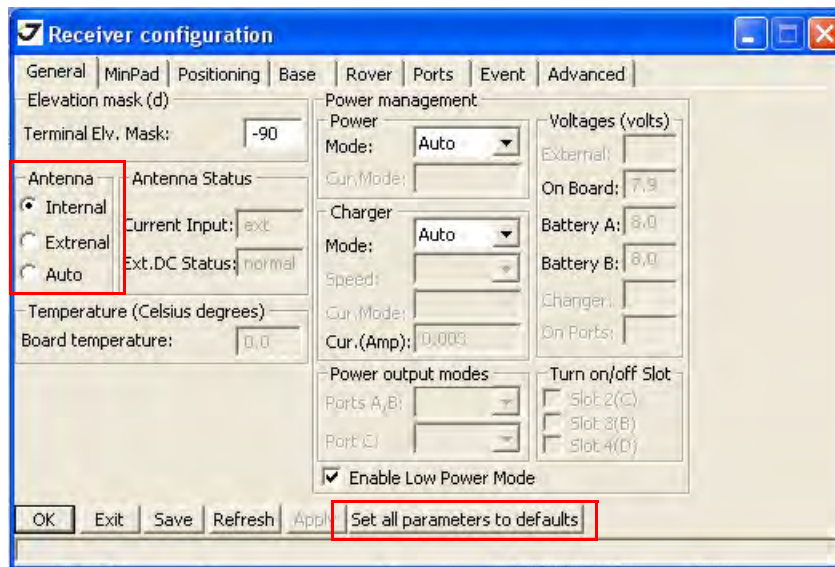 Receiver configuration
General MinPad Positioning Base Rover Ports Event Advanced
Elevation mask (d)
Terminal Elv. Mask: -90
Antenna
Internal
Extrenal
Auto
Antenna Status
Current Input: ext
Ext.DC Status: normal
Temperature (Celsius degrees)
Board temperature: 0,0
Power management
Power
Mode: Auto
Cur.Mode:
Charger
Mode: Auto
Speed:
Cur.Mode:
Cur.(Amp): 0,003
Power output modes
Ports A,B:
Port C:
Enable Low Power Mode
Voltages (volts)
External:
On Board: 7,9
Battery A: 8,0
Battery B: 8,0
Changer:
On Ports:
Turn on/off Slot
Slot 2(C)
Slot 3(B)
Slot 4(D)
OK Exit Save Refresh Apply Set all parameters to defaults